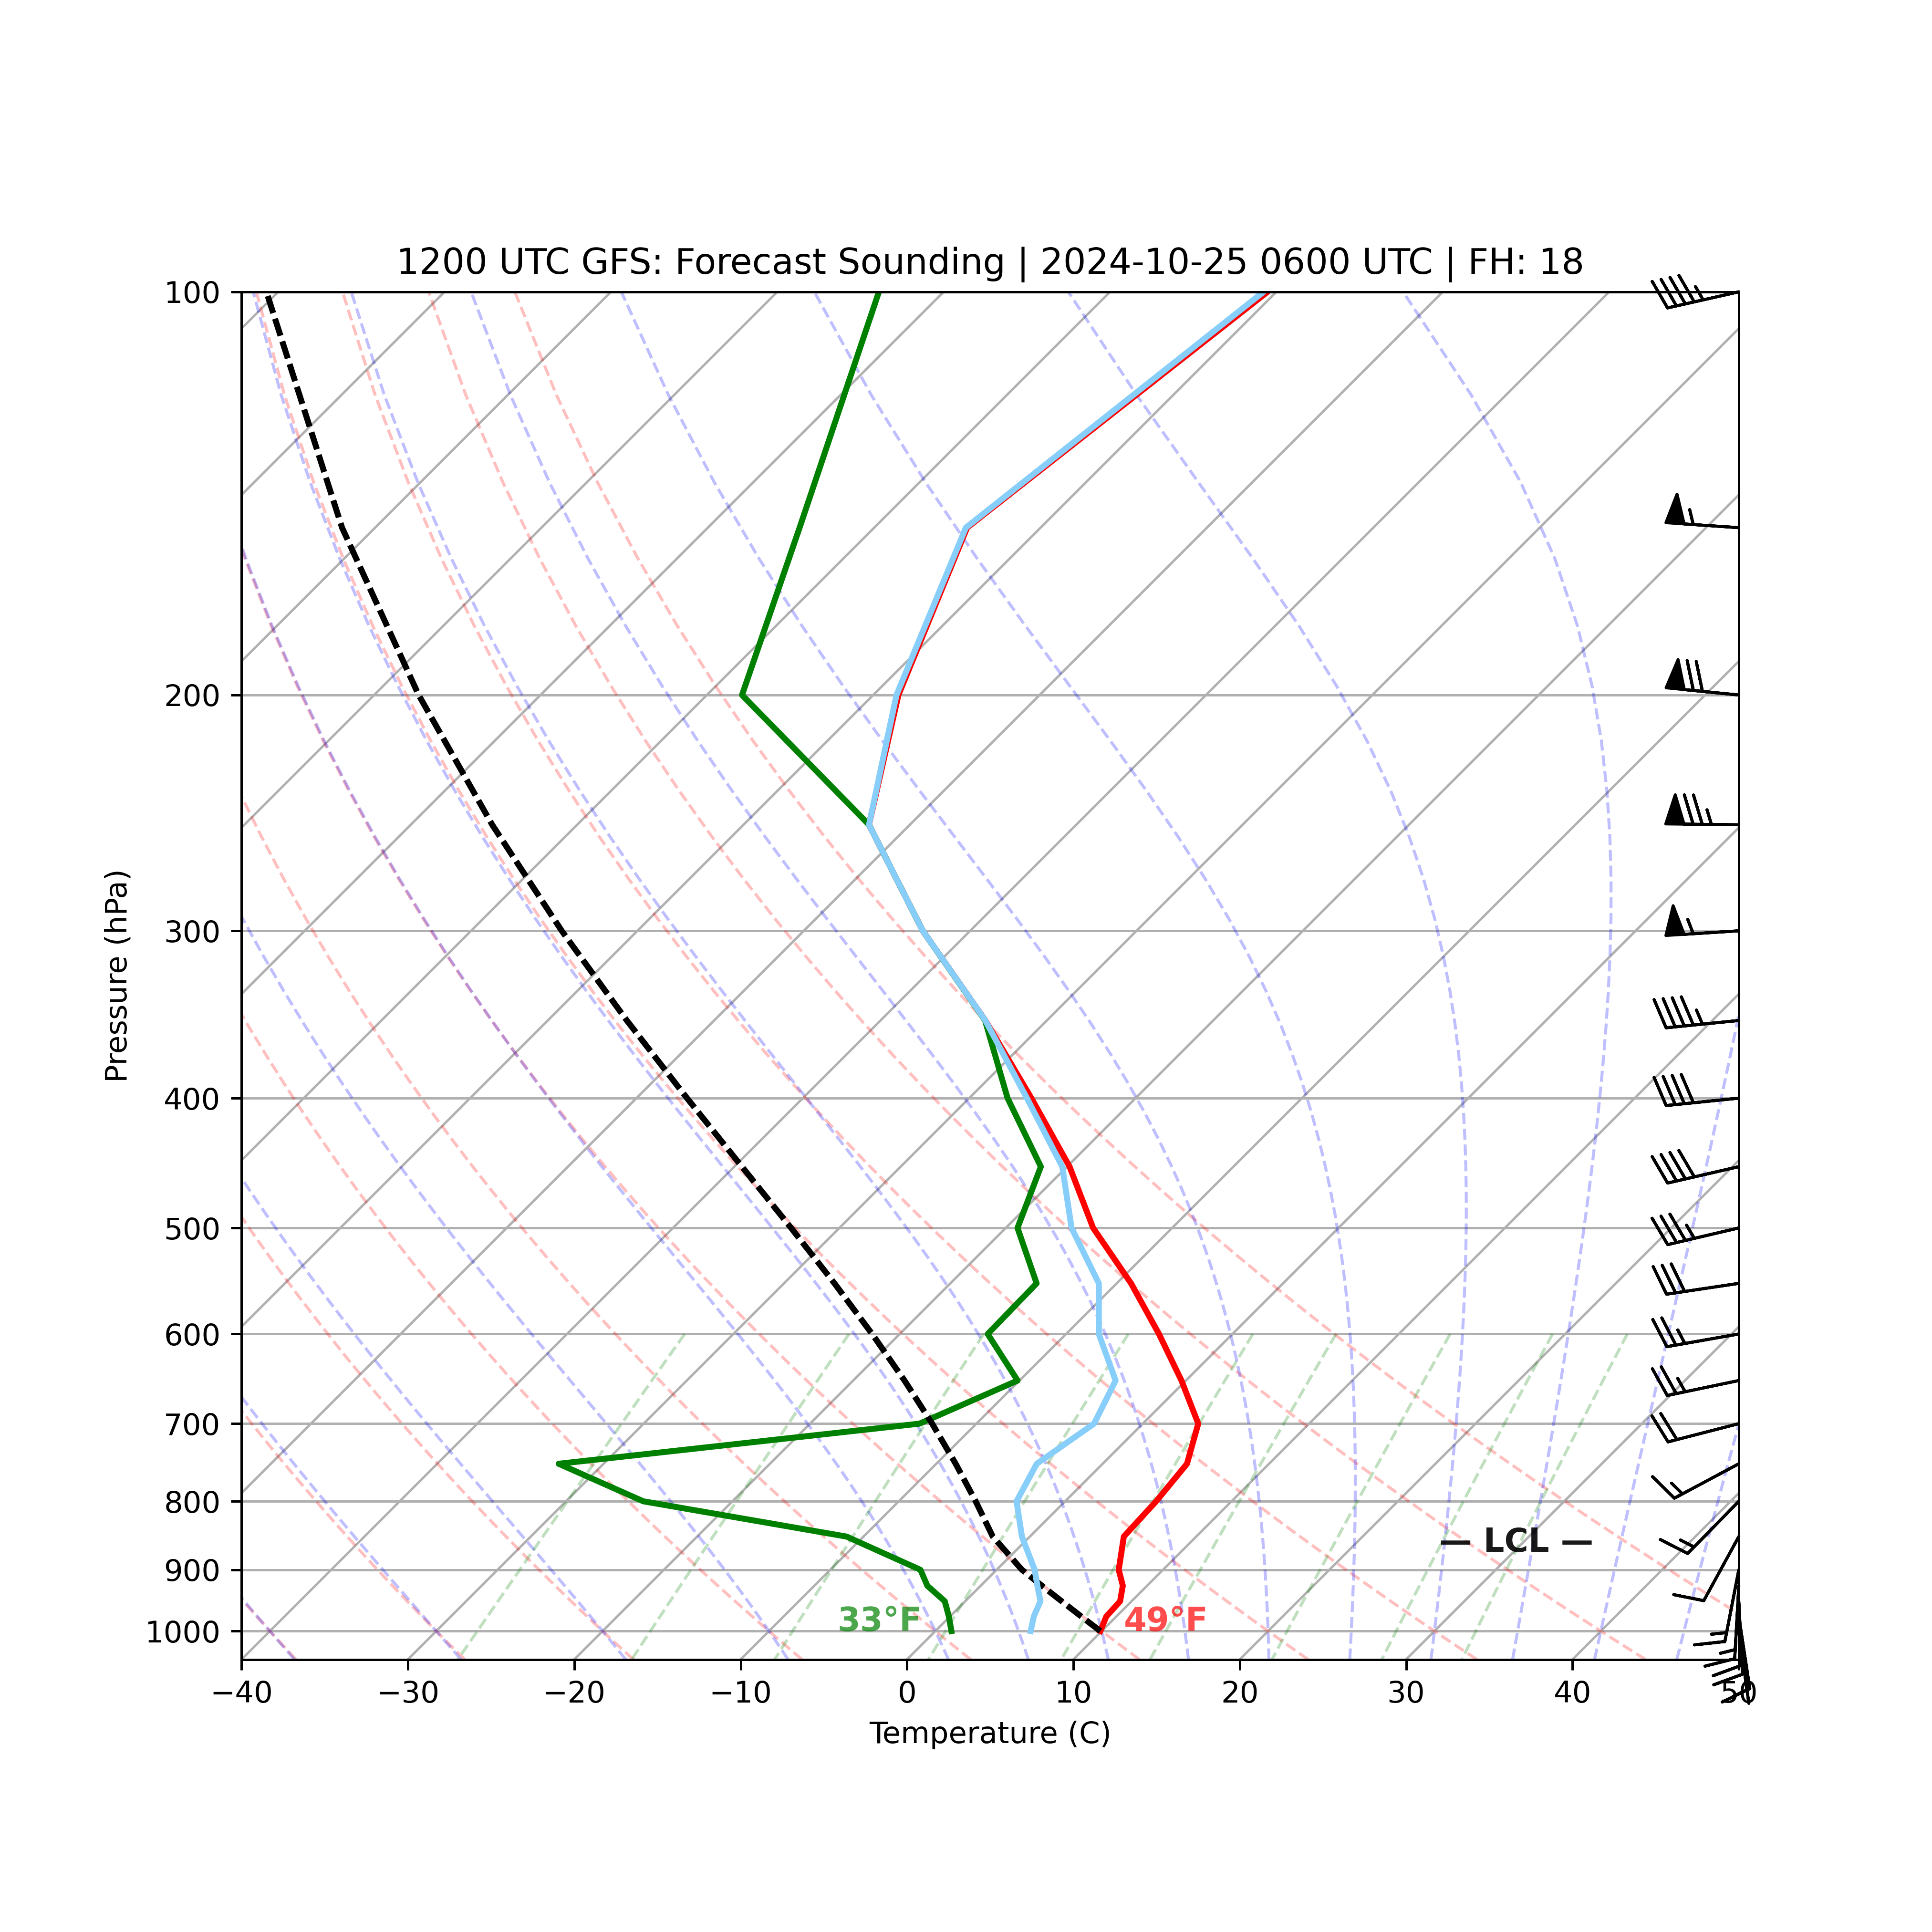 1200 UTC GFS: Forecast Sounding | 2024-10-25 0600 UTC | FH: 18
100
200
300
400
500
600
700
800
900
1000
Pressure (hPa)
— LCL —
33°F
49°F
−40 −30 −20 −10 0 10 20 30 40 50
Temperature (C)